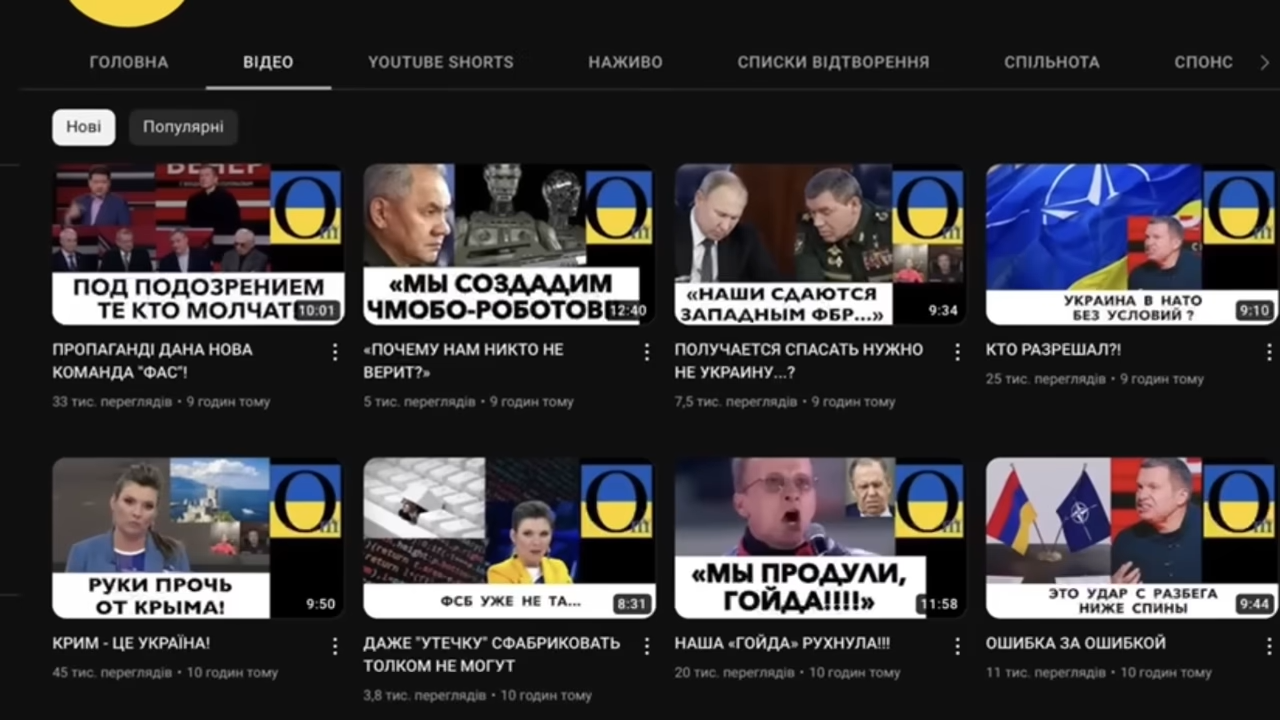 ГОЛОВНА ВІДЕО YOUTUBE SHORTS НАЖИВО СПИСКИ ВІДТВОРЕННЯ СПІЛЬНОТА СПОНС
Нові Популярні
ВЕЧЕР
ПОД ПОДОЗРЕНИЕМ
ТЕ КТО МОЛЧАТ
10:01
ПРОПАГАНДІ ДАНА НОВА
КОМАНДА "ФАС"!
33 тис. переглядів • 9 годин тому
«МЫ СОЗДАДИМ
ЧМОБО-РОБОТОВ
12:40
«ПОЧЕМУ НАМ НИКТО НЕ
ВЕРИТ?»
5 тис. переглядів • 9 годин тому
«НАШИ СДАЮТСЯ
ЗАПАДНЫМ ФБР...»
9:34
ПОЛУЧАЕТСЯ СПАСАТЬ НУЖНО
НЕ УКРАИНУ...?
7,5 тис. переглядів • 9 годин тому
УКРАИНА В НАТО
БЕЗ УСЛОВИЙ ?
9:10
КТО РАЗРЕШАЛ?!
25 тис. переглядів • 9 годин тому
РУКИ ПРОЧЬ
ОТ КРЫМА!
9:50
КРИМ - ЦЕ УКРАЇНА!
45 тис. переглядів • 10 годин тому
ФСБ УЖЕ НЕ ТА...
8:31
ДАЖЕ "УТЕЧКУ" СФАБРИКОВАТЬ
ТОЛКОМ НЕ МОГУТ
3,8 тис. переглядів • 10 годин тому
«МЫ ПРОДУЛИ,
ГОЙДА!!!!»
11:58
НАША «ГОЙДА» РУХНУЛА!!!
20 тис. переглядів • 10 годин тому
ЭТО УДАР С РАЗБЕГА
НИЖЕ СПИНЫ
9:44
ОШИБКА ЗА ОШИБКОЙ
11 тис. переглядів • 10 годин тому